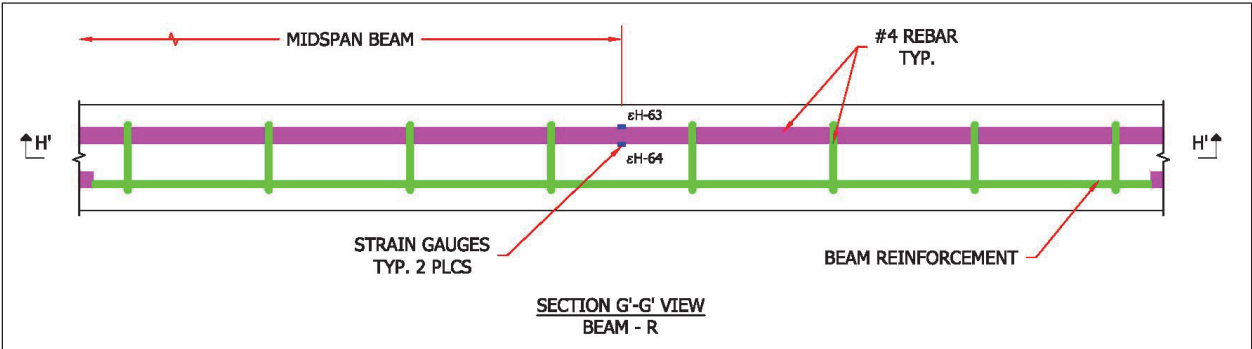 MIDSPAN BEAM
#4 REBAR
TYP.
εH-63
H'
H'
εH-64
STRAIN GAUGES
TYP. 2 PLCS
BEAM REINFORCEMENT
SECTION G'-G' VIEW
BEAM - R